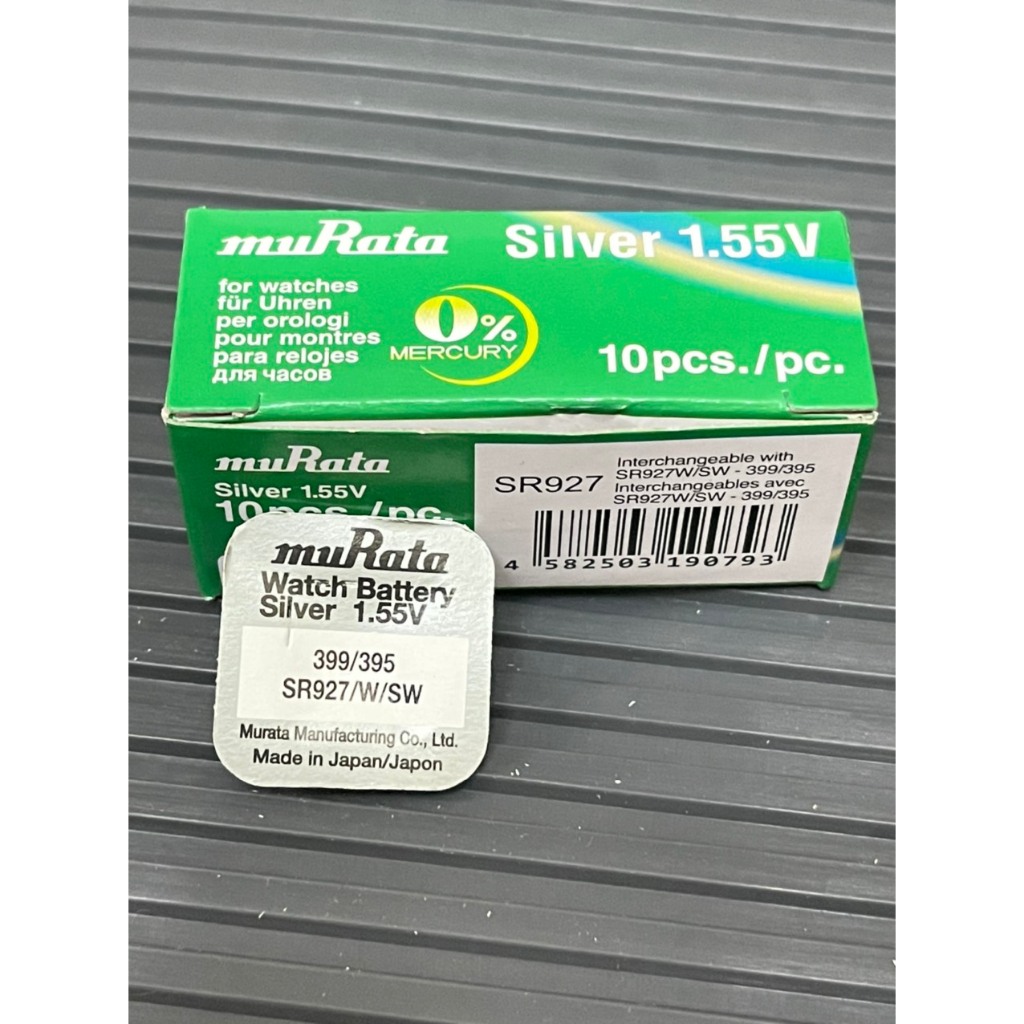 muRata
Silver 1.55V
for watches
für Uhren
per orologi
pour montres
para relojes
для часов
0%
MERCURY
10pcs./pc.
muRata
Silver 1.55V
10pcs./pc.
SR927
Interchangeable with
SR927W/SW - 399/395
Interchangeables avec
SR927W/SW - 399/395
4 582503 190793
muRata
Watch Battery
Silver 1.55V
399/395
SR927/W/SW
Murata Manufacturing Co., Ltd.
Made in Japan/Japon